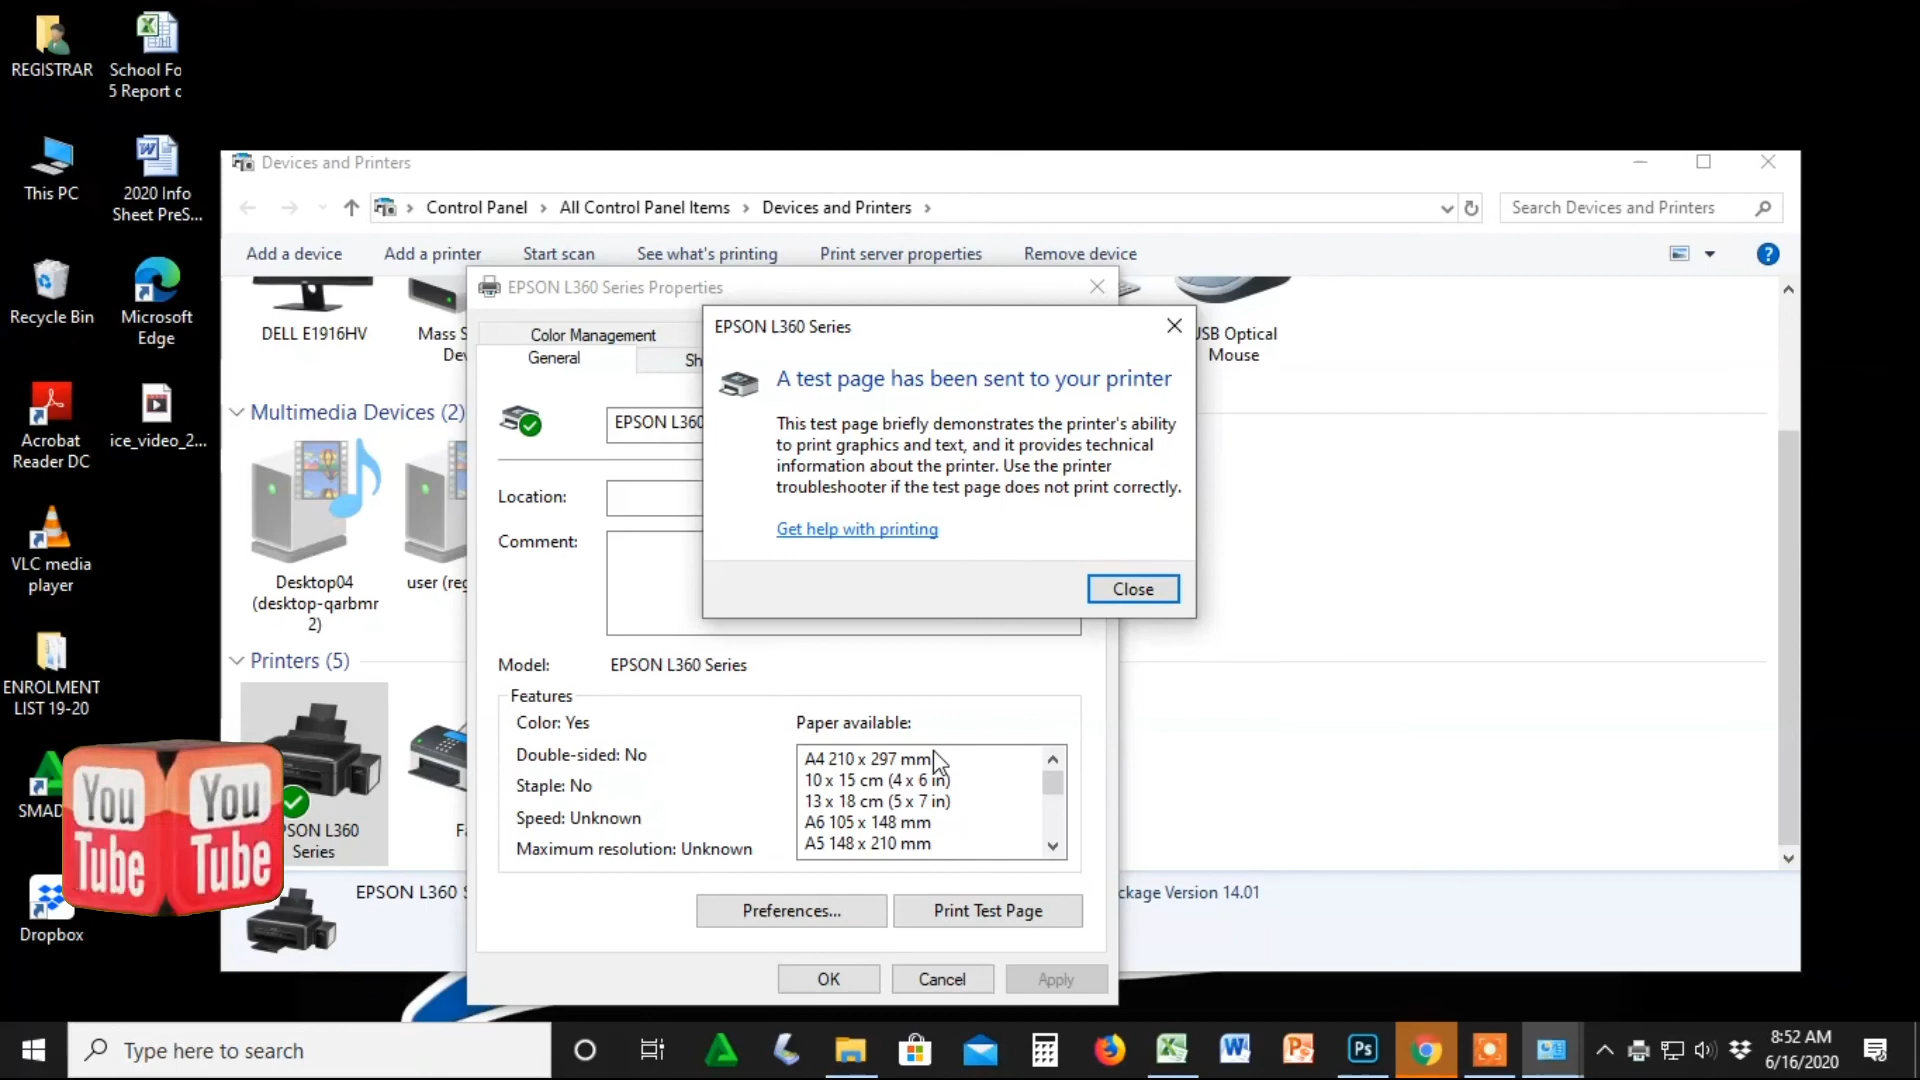 REGISTRAR
School Fo
5 Report c
This PC
2020 Info
Sheet PreS...
Recycle Bin
Microsoft
Edge
Acrobat
Reader DC
ice_video_2...
VLC media
player
ENROLMENT
LIST 19-20
SMAD
Dropbox
You
Tube
You
Tube
Devices and Printers
Control Panel
All Control Panel Items
Devices and Printers
Search Devices and Printers
Add a device
Add a printer
Start scan
See what's printing
Print server properties
Remove device
?
DELL E1916HV
Mass S
Dev
USB Optical
Mouse
Multimedia Devices (2)
Desktop04
(desktop-qarbmr
2)
user (reg
Printers (5)
PSON L360
Series
Fa
EPSON L360 S
ckage Version 14.01
EPSON L360 Series Properties
Color Management
General
Sh
EPSON L360
Location:
Comment:
Model:
EPSON L360 Series
Features
Color: Yes
Double-sided: No
Staple: No
Speed: Unknown
Maximum resolution: Unknown
Paper available:
A4 210 x 297 mm
10 x 15 cm (4 x 6 in)
13 x 18 cm (5 x 7 in)
A6 105 x 148 mm
A5 148 x 210 mm
Preferences...
Print Test Page
OK
Cancel
Apply
EPSON L360 Series
A test page has been sent to your printer
This test page briefly demonstrates the printer's ability
to print graphics and text, and it provides technical
information about the printer. Use the printer
troubleshooter if the test page does not print correctly.
Get help with printing
Close
Type here to search
Ps
8:52 AM
6/16/2020